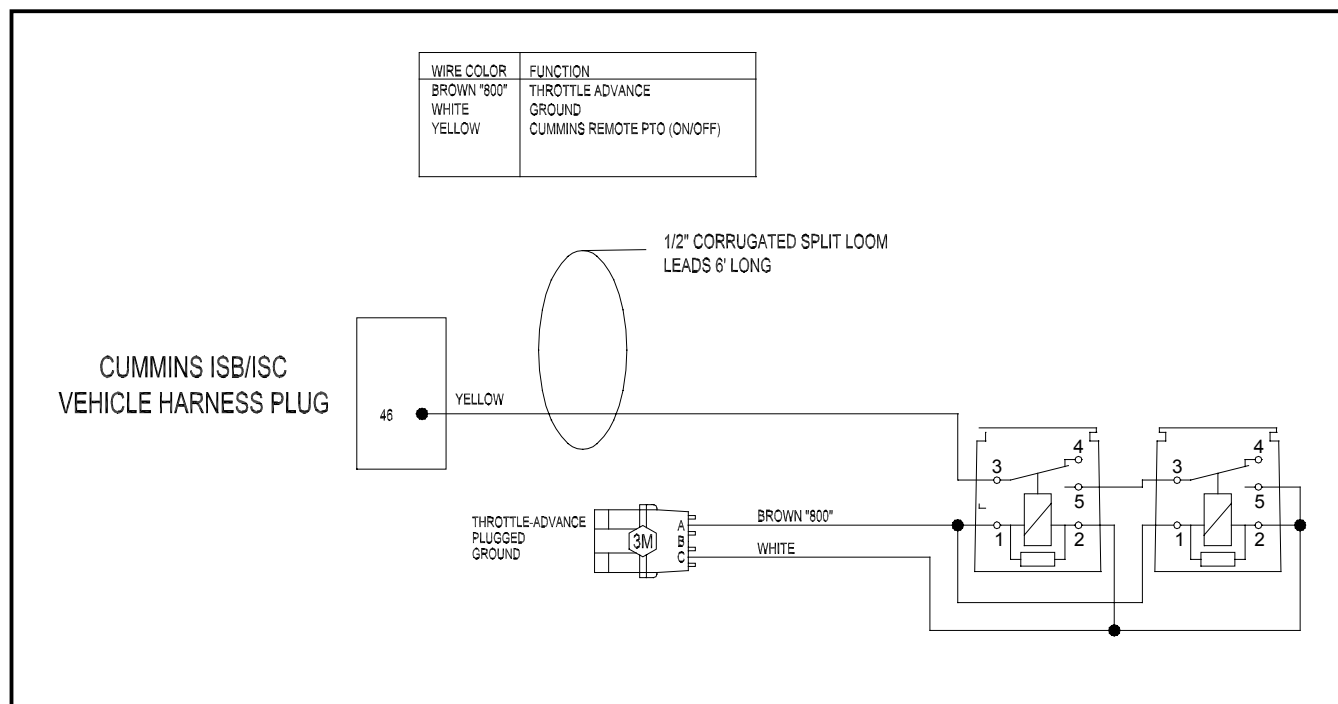 WIRE COLOR FUNCTION
BROWN "800" THROTTLE ADVANCE
WHITE GROUND
YELLOW CUMMINS REMOTE PTO (ON/OFF)
1/2" CORRUGATED SPLIT LOOM
LEADS 6' LONG
CUMMINS ISB/ISC
VEHICLE HARNESS PLUG
46
YELLOW
3 4 5 1 2
3 4 5 1 2
THROTTLE-ADVANCE
PLUGGED
GROUND
3M
A
B
C
BROWN "800"
WHITE